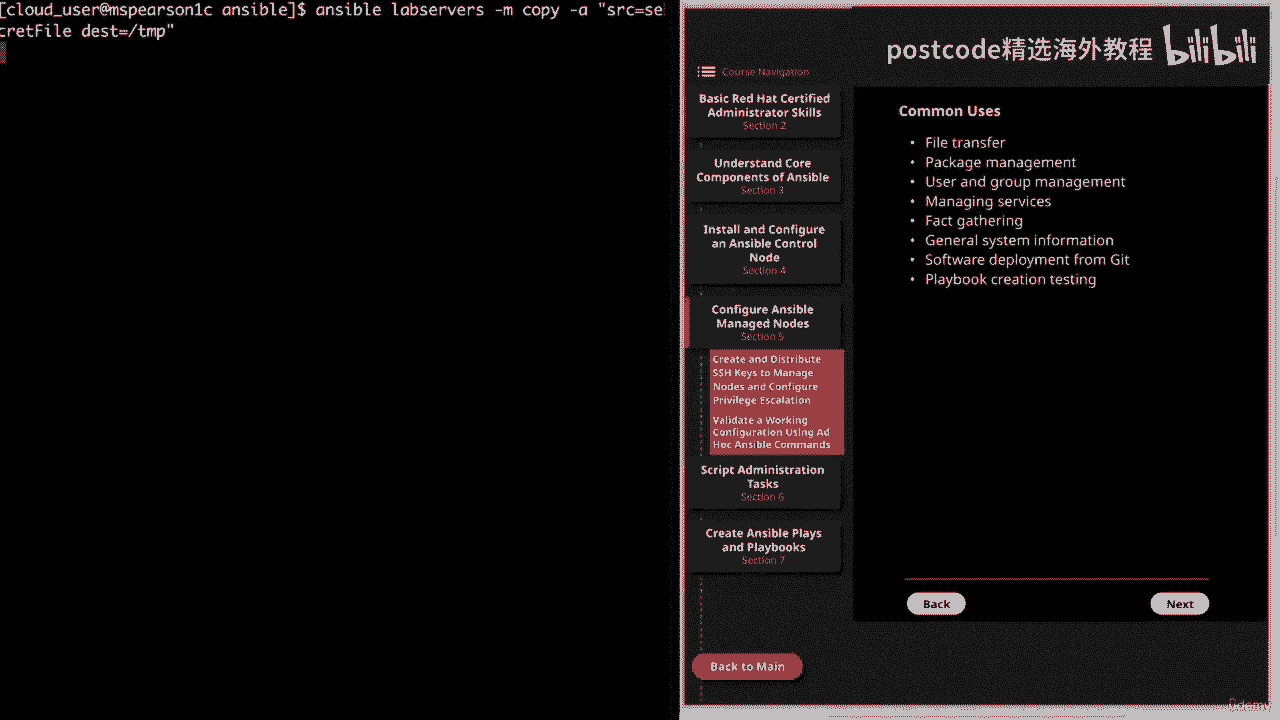 [cloud_user@mspearson1c ansible]$ ansible labservers -m copy -a "src=se
cretFile dest=/tmp"
postcode精选海外教程 bilibili
Course Navigation
Basic Red Hat Certified
Administrator Skills
Section 2
Understand Core
Components of Ansible
Section 3
Install and Configure
an Ansible Control
Node
Section 4
Configure Ansible
Managed Nodes
Section 5
Create and Distribute
SSH Keys to Manage
Nodes and Configure
Privilege Escalation
Validate a Working
Configuration Using Ad
Hoc Ansible Commands
Script Administration
Tasks
Section 6
Create Ansible Plays
and Playbooks
Section 7
Back to Main
Common Uses
• File transfer
• Package management
• User and group management
• Managing services
• Fact gathering
• General system information
• Software deployment from Git
• Playbook creation testing
Back
Next
Udemy